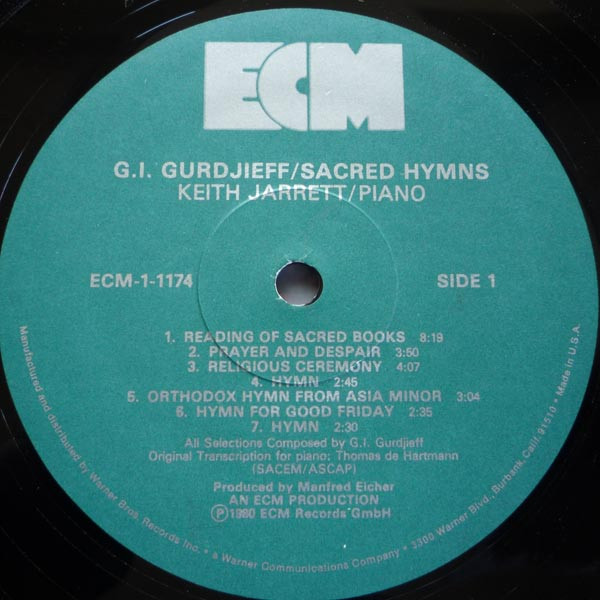 ECM
G.I. GURDJIEFF/SACRED HYMNS
KEITH JARRETT/PIANO
ECM-1-1174
SIDE 1
1. READING OF SACRED BOOKS 8:19
2. PRAYER AND DESPAIR 3:50
3. RELIGIOUS CEREMONY 4:07
4. HYMN 2:45
5. ORTHODOX HYMN FROM ASIA MINOR 3:04
6. HYMN FOR GOOD FRIDAY 2:35
7. HYMN 2:30
All Selections Composed by G.I. Gurdjieff
Original Transcription for piano: Thomas de Hartmann
(SACEM/ASCAP)
Produced by Manfred Eicher
AN ECM PRODUCTION
℗1980 ECM Records GmbH
Manufactured and distributed by Warner Bros. Records Inc. • a Warner Communications Company • 3300 Warner Blvd., Burbank, Calif. 91510 • Made in U.S.A.